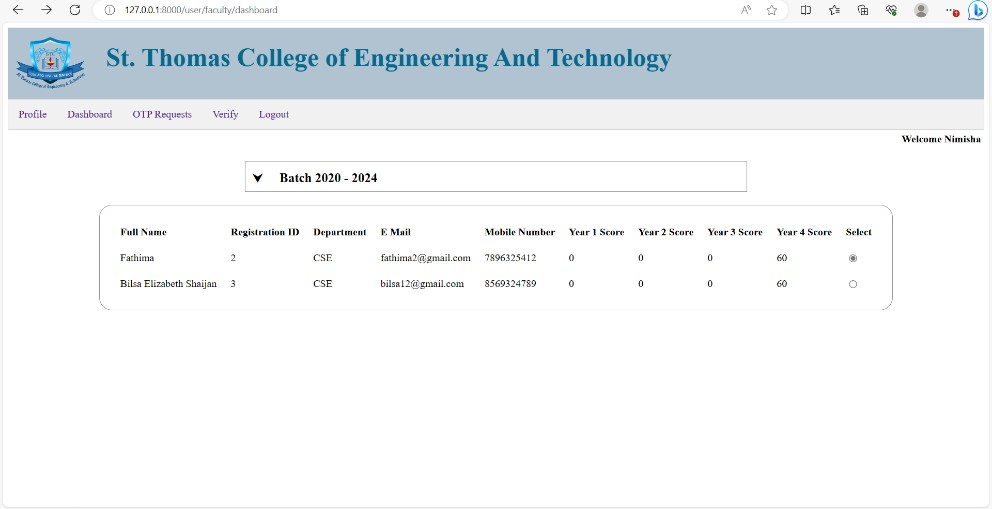 127.0.0.1:8000/user/faculty/dashboard
St. Thomas College of Engineering And Technology
Profile Dashboard OTP Requests Verify Logout
Welcome Nimisha
Batch 2020 - 2024
Full Name Registration ID Department E Mail Mobile Number Year 1 Score Year 2 Score Year 3 Score Year 4 Score Select
Fathima 2 CSE fathima2@gmail.com 7896325412 0 0 0 60
Bilsa Elizabeth Shaijan 3 CSE bilsa12@gmail.com 8569324789 0 0 0 60